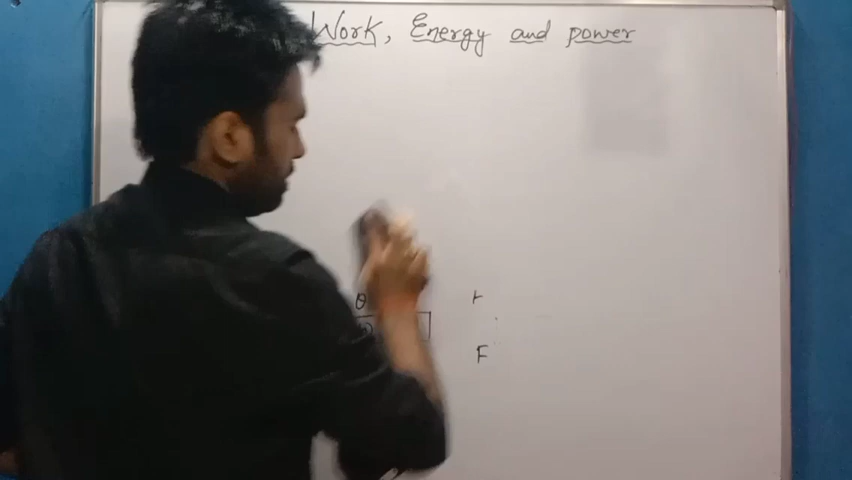 Work, Energy and power
θ
F